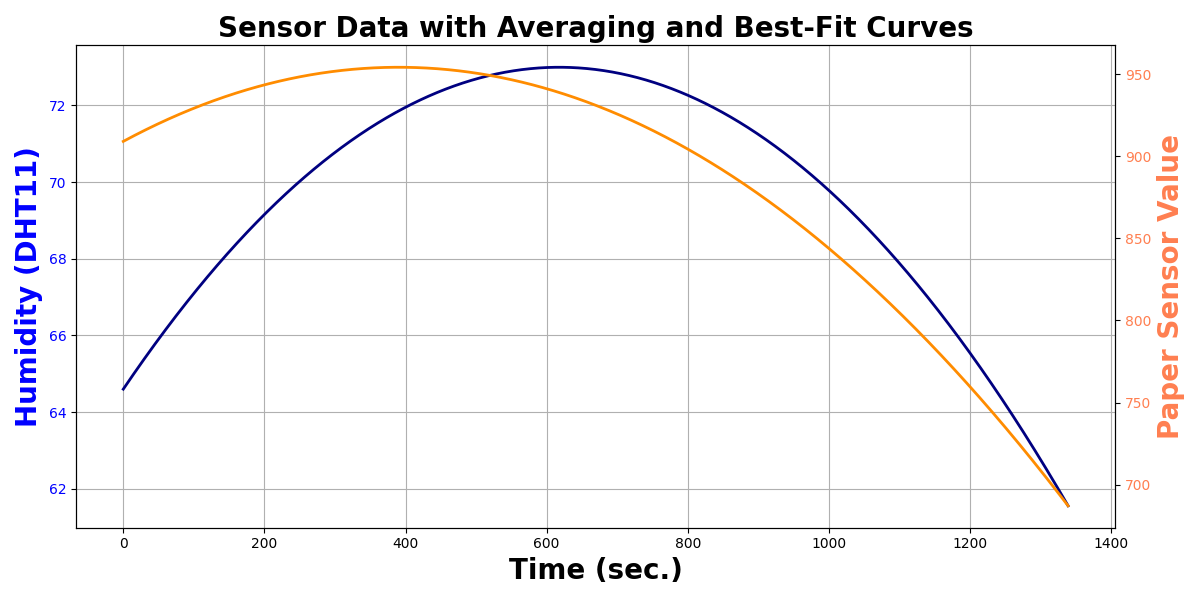 Sensor Data with Averaging and Best-Fit Curves
Humidity (DHT11)
72
70
68
66
64
62
950
900
850
800
750
700
Paper Sensor Value
0 200 400 600 800 1000 1200 1400
Time (sec.)